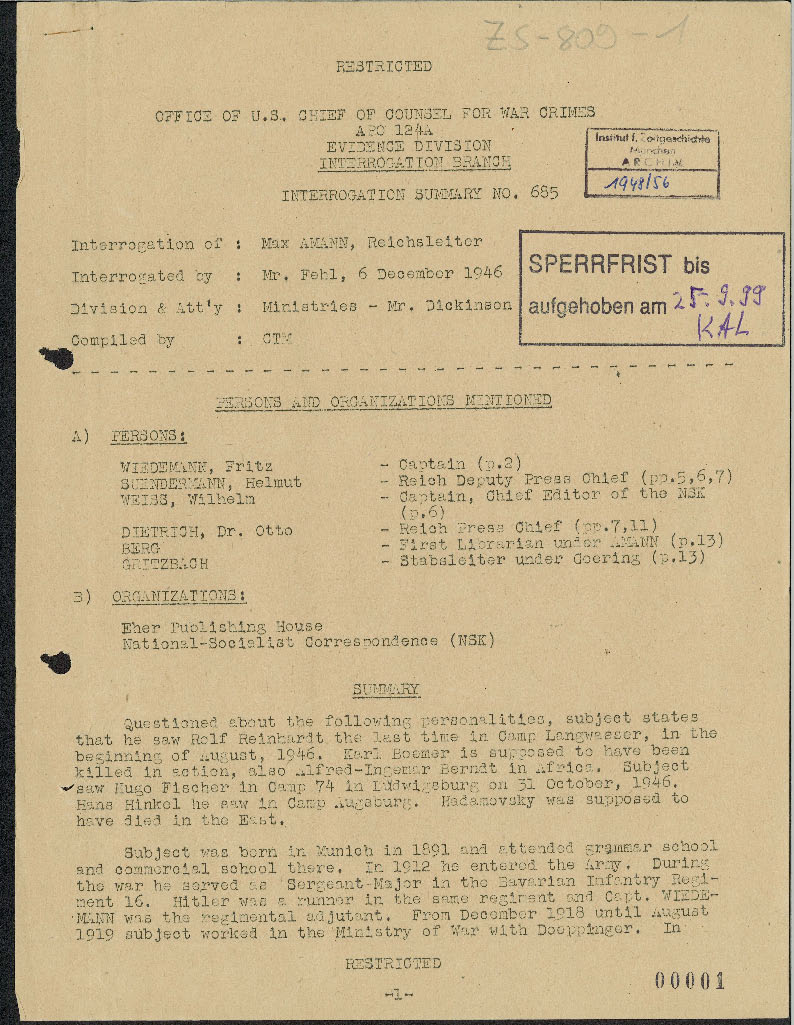 ZS-809-1
RESTRICTED
OFFICE OF U.S. CHIEF OF COUNSEL FOR WAR CRIMES
APO 124A
EVIDENCE DIVISION
INTERROGATION BRANCH
Institut f. Zeitgeschichte
München
ARCHIV
1948/56
INTERROGATION SUMMARY NO. 685
Interrogation of : Max AMANN, Reichsleiter
Interrogated by : Mr. Fehl, 6 December 1946
Division & Att'y : Ministries - Mr. Dickinson
Compiled by : CTM
SPERRFRIST bis
aufgehoben am 25.9.99
KAL
PERSONS AND ORGANIZATIONS MENTIONED
A) PERSONS:
WIEDEMANN, Fritz - Captain (p.2)
SUENDERMANN, Helmut - Reich Deputy Press Chief (pp.5,6,7)
WEISS, Wilhelm - Captain, Chief Editor of the NSK
(p.6)
DIETRICH, Dr. Otto - Reich Press Chief (pp.7,11)
BERG - First Librarian under AMANN (p.13)
GRITZBACH - Stabsleiter under Goering (p.13)
B) ORGANIZATIONS:
Eher Publishing House
National-Socialist Correspondence (NSK)
SUMMARY
Questioned about the following personalities, subject states
that he saw Rolf Reinhardt the last time in Camp Langwasser, in the
beginning of August, 1946. Karl Boemer is supposed to have been
killed in action, also Alfred-Ingemar Berndt in Africa. Subject
saw Hugo Fischer in Camp 74 in Ludwigsburg on 31 October, 1946.
Hans Hinkel he saw in Camp Augsburg. Hadamovsky was supposed to
have died in the East.
Subject was born in Munich in 1891 and attended grammar school
and commercial school there. In 1912 he entered the Army. During
the war he served as Sergeant-Major in the Bavarian Infantry Regi-
ment 16. Hitler was a runner in the same regiment and Capt. WIEDE-
MANN was the regimental adjutant. From December 1918 until August
1919 subject worked in the Ministry of War with Doeppinger. In
RESTRICTED
00001
-1-